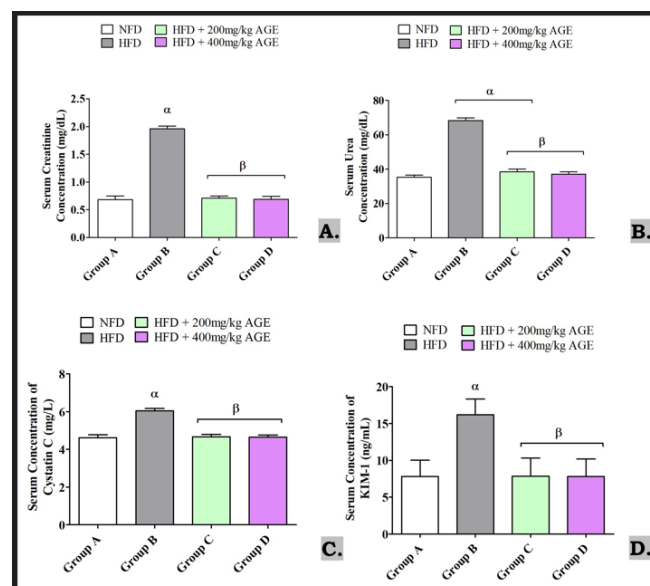 NFD HFD + 200mg/kg AGE
HFD HFD + 400mg/kg AGE
Serum Creatinine
Concentration (mg/dL)
2.5
2.0
1.5
1.0
0.5
0.0
α
β
Group A Group B Group C Group D
A.
NFD HFD + 200mg/kg AGE
HFD HFD + 400mg/kg AGE
Serum Urea
Concentration (mg/dL)
80
60
40
20
0
α
β
Group A Group B Group C Group D
B.
NFD HFD + 200mg/kg AGE
HFD HFD + 400mg/kg AGE
Serum Concentration of
Cystatin C (mg/L)
8
6
4
2
0
α
β
Group A Group B Group C Group D
C.
NFD HFD + 200mg/kg AGE
HFD HFD + 400mg/kg AGE
Serum Concentration of
KIM-1 (ng/mL)
20
15
10
5
0
α
β
Group A Group B Group C Group D
D.